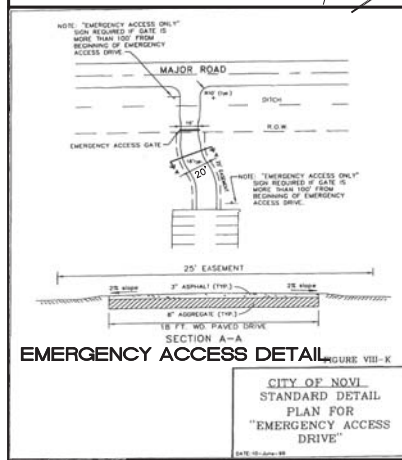 NOTE: "EMERGENCY ACCESS ONLY"
SIGN REQUIRED IF GATE IS
MORE THAN 100' FROM
BEGINNING OF EMERGENCY
ACCESS DRIVE.
MAJOR ROAD
DITCH
R.O.W.
EMERGENCY ACCESS GATE
20'
EASEMENT
NOTE: "EMERGENCY ACCESS ONLY"
SIGN REQUIRED IF GATE IS
MORE THAN 100' FROM
BEGINNING OF EMERGENCY
ACCESS DRIVE.
25' EASEMENT
2% slope
3" ASPHALT (TYP.)
2% slope
8" AGGREGATE (TYP.)
18 FT. WD. PAVED DRIVE
SECTION A-A
EMERGENCY ACCESS DETAIL
FIGURE VIII-K
CITY OF NOVI
STANDARD DETAIL
PLAN FOR
"EMERGENCY ACCESS
DRIVE"